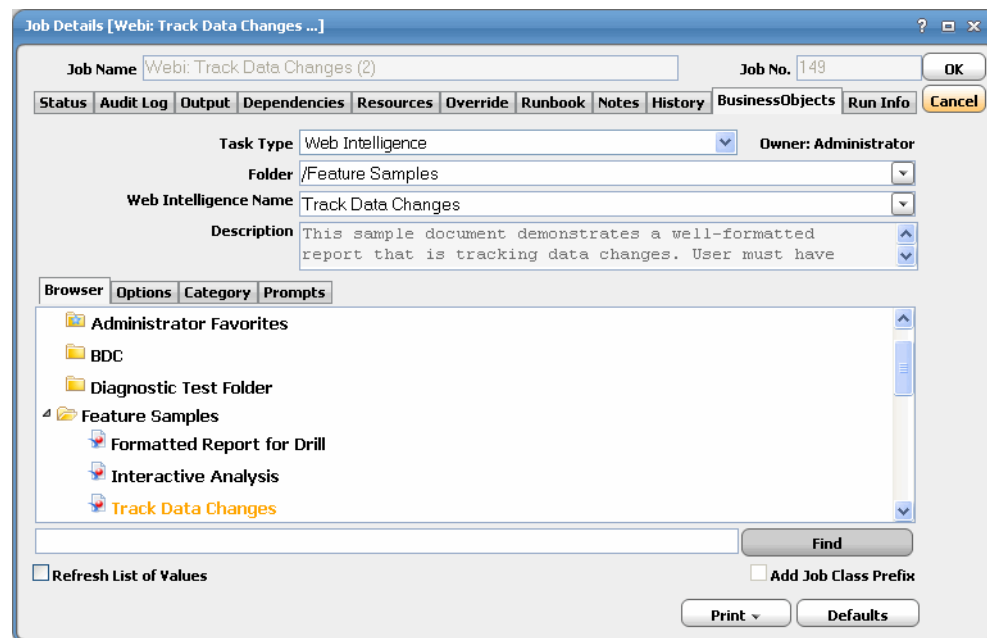 Job Details [Webi: Track Data Changes ...] ?
Job Name Webi: Track Data Changes (2) Job No. 149 OK
Status Audit Log Output Dependencies Resources Override Runbook Notes History BusinessObjects Run Info Cancel
Task Type Web Intelligence Owner: Administrator
Folder /Feature Samples
Web Intelligence Name Track Data Changes
Description This sample document demonstrates a well-formatted
report that is tracking data changes. User must have
Browser Options Category Prompts
Administrator Favorites
BDC
Diagnostic Test Folder
Feature Samples
Formatted Report for Drill
Interactive Analysis
Track Data Changes
Find
Refresh List of Values Add Job Class Prefix
Print Defaults